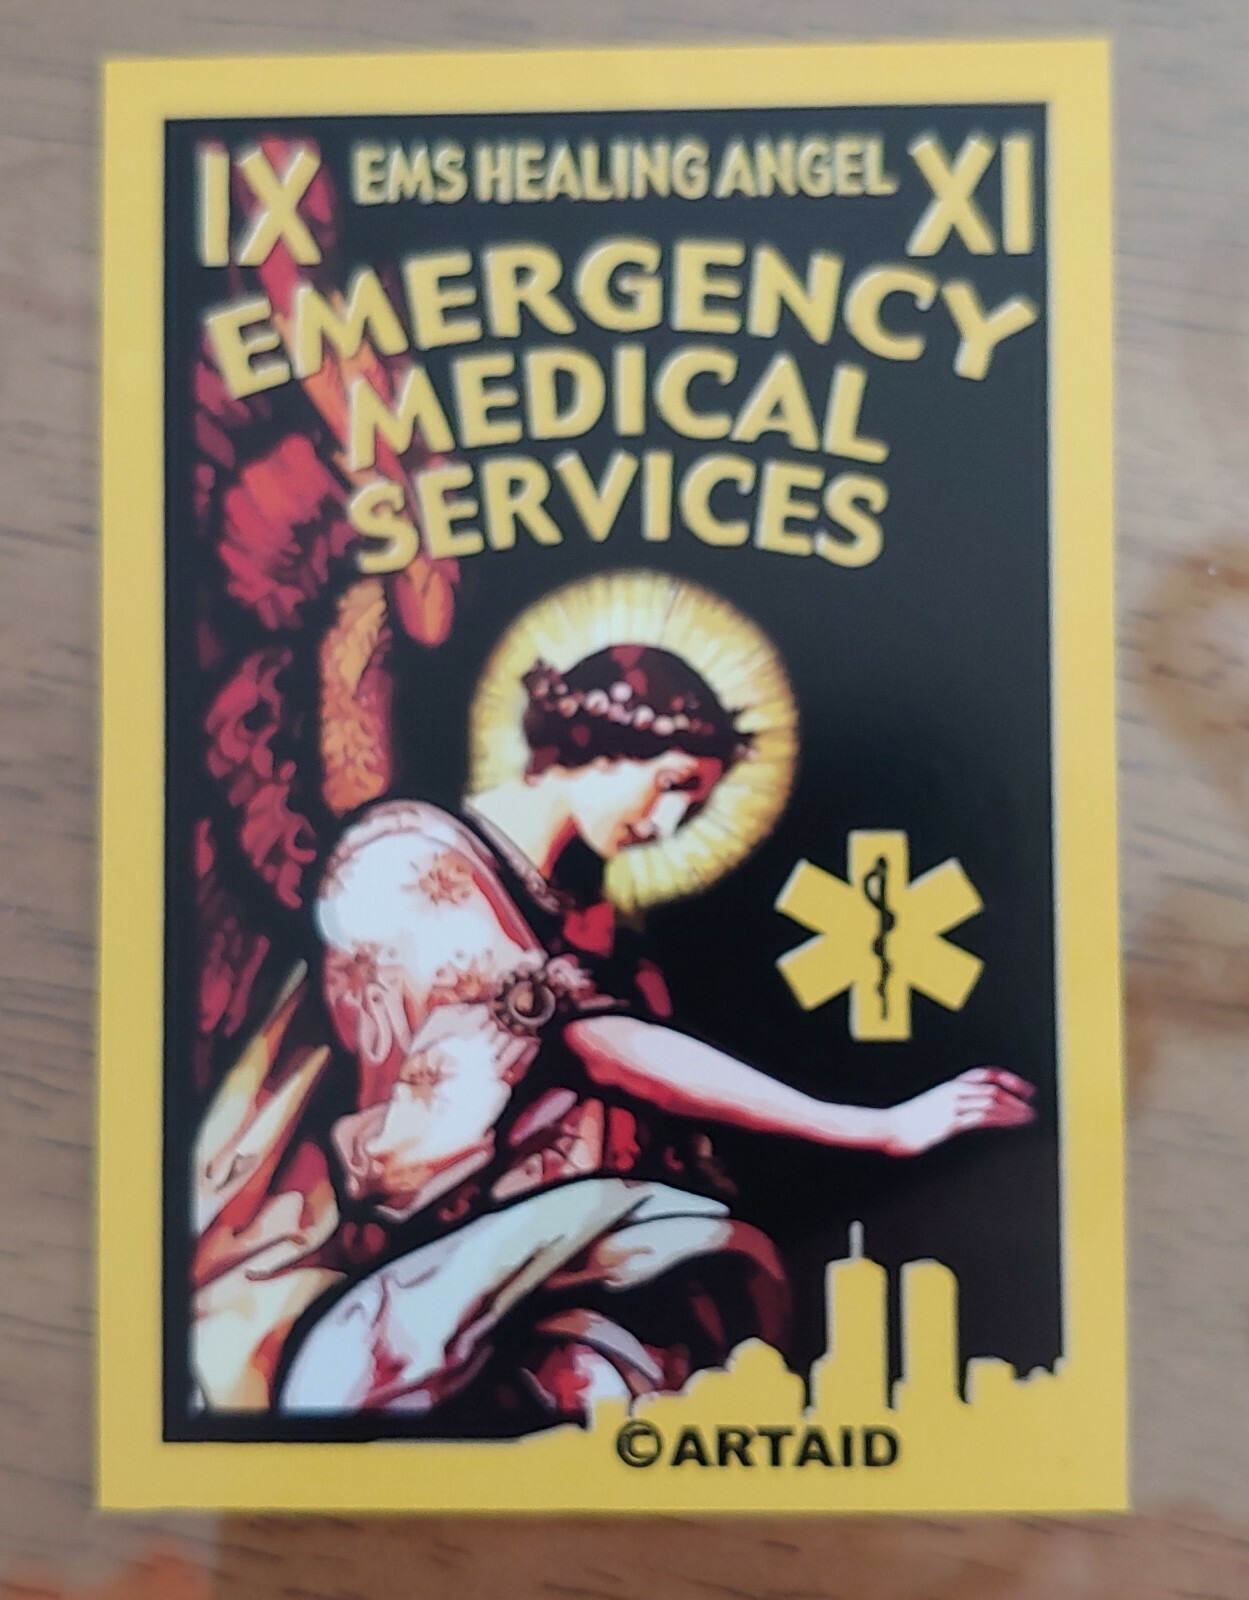 IX EMS HEALING ANGEL XI
EMERGENCY
MEDICAL
SERVICES
©ARTAID